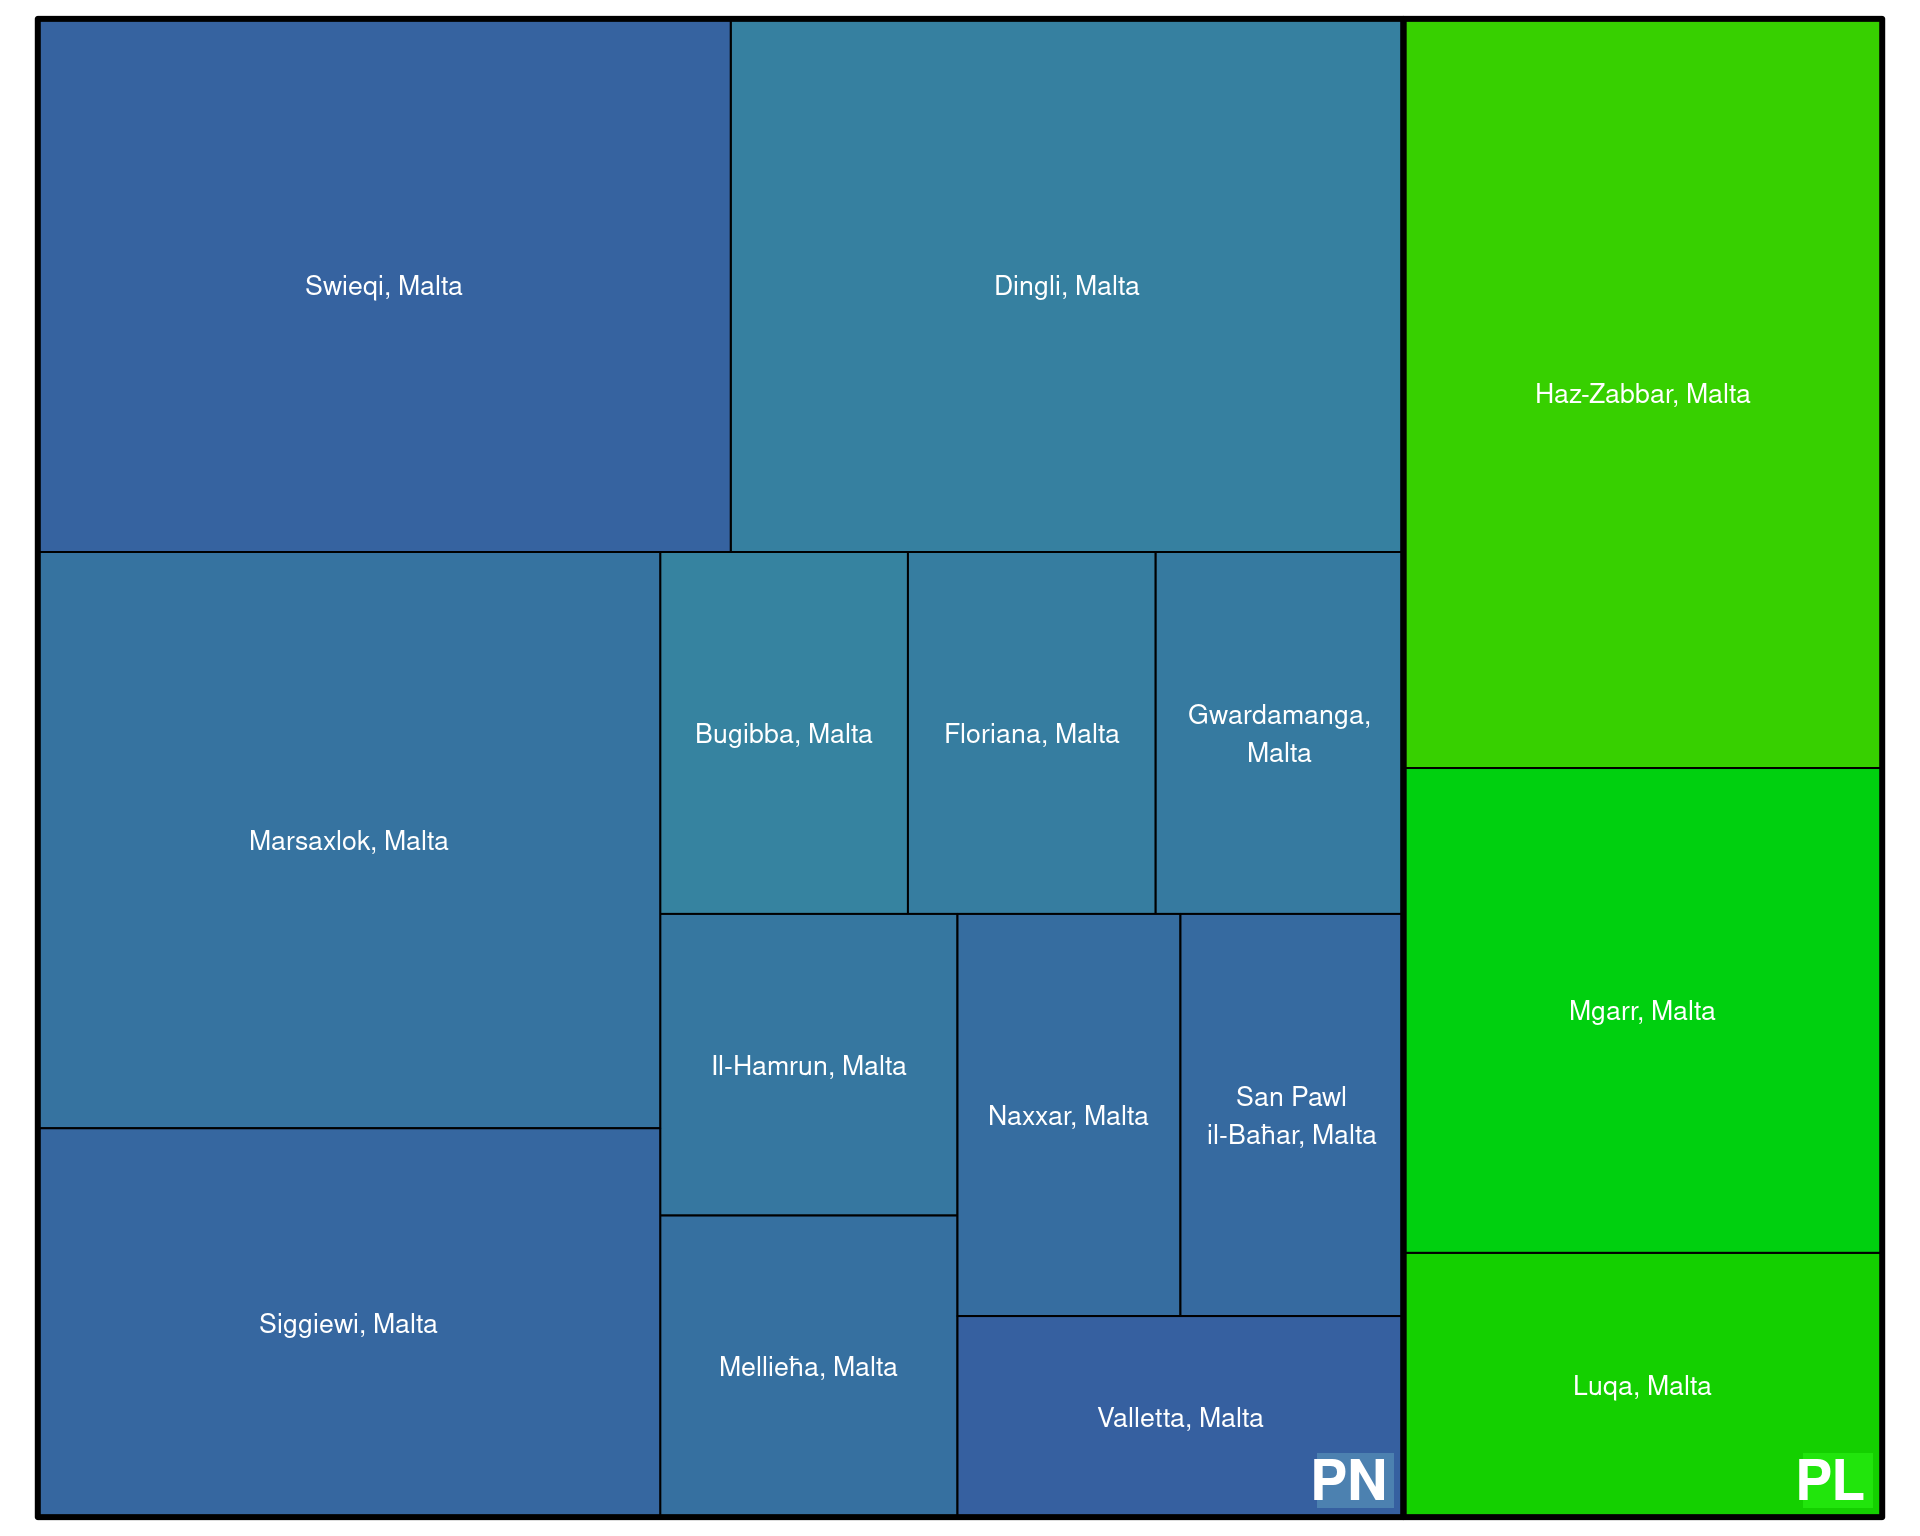 Swieqi, Malta
Dingli, Malta
Haz-Zabbar, Malta
Marsaxlok, Malta
Bugibba, Malta
Floriana, Malta
Gwardamanga,
Malta
Mgarr, Malta
Il-Hamrun, Malta
Naxxar, Malta
San Pawl
il-Baħar, Malta
Siggiewi, Malta
Mellieħa, Malta
Valletta, Malta
Luqa, Malta
PN
PL